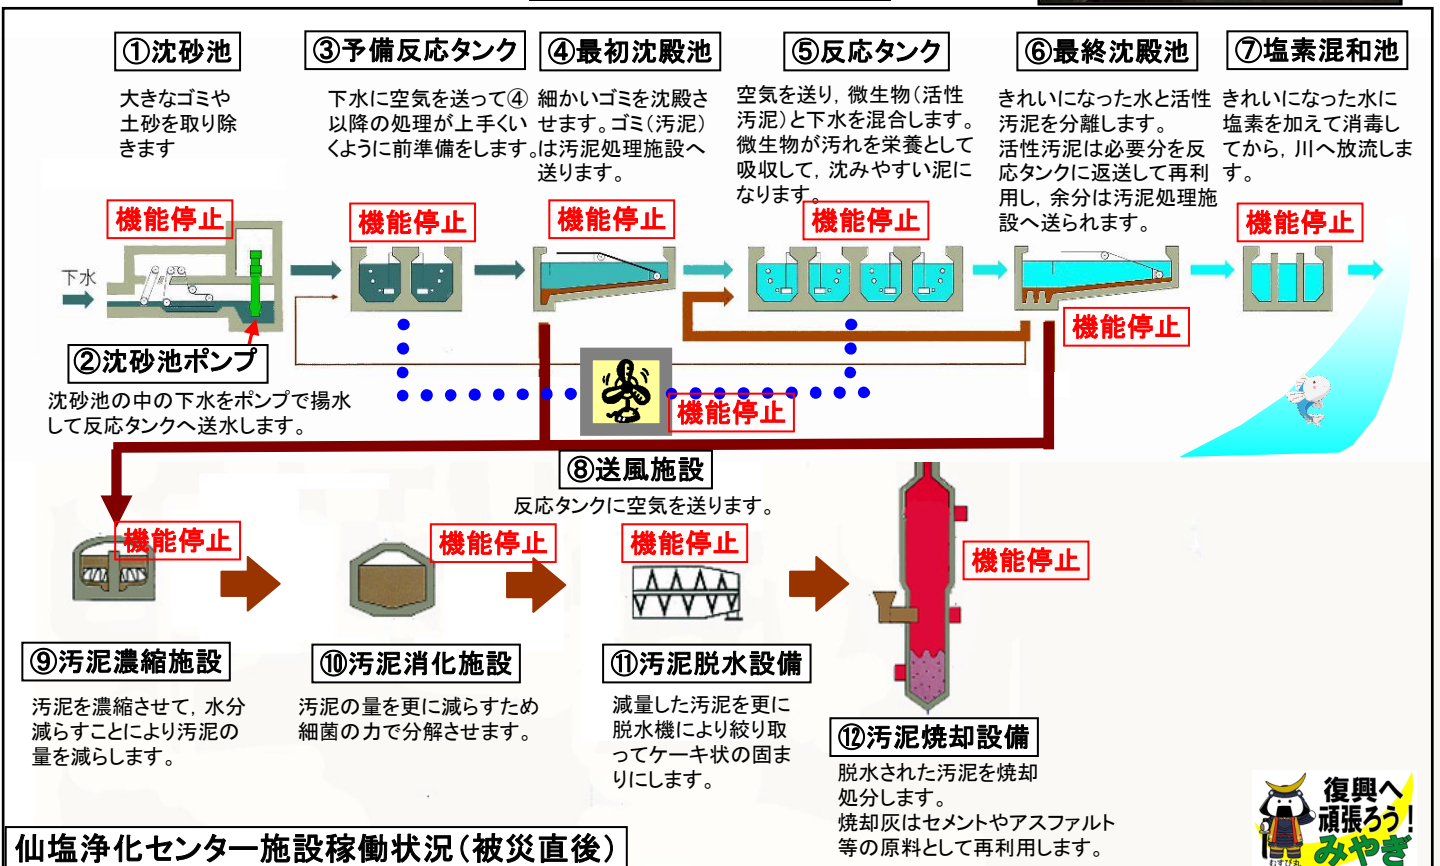 ①沈砂池
大きなゴミや
土砂を取り除
きます
機能停止
下水
②沈砂池ポンプ
沈砂池の中の下水をポンプで揚水
して反応タンクへ送水します。
③予備反応タンク
下水に空気を送って④
以降の処理が上手くい
くように前準備をします。
機能停止
④最初沈殿池
細かいゴミを沈殿さ
せます。ゴミ（汚泥）
は汚泥処理施設へ
送ります。
機能停止
⑤反応タンク
空気を送り，微生物（活性
汚泥）と下水を混合します。
微生物が汚れを栄養として
吸収して，沈みやすい泥に
なります。
機能停止
⑥最終沈殿池
きれいになった水と活性
汚泥を分離します。
活性汚泥は必要分を反
応タンクに返送して再利
用し，余分は汚泥処理施
設へ送られます。
機能停止
⑦塩素混和池
きれいになった水に
塩素を加えて消毒し
てから，川へ放流しま
す。
機能停止
機能停止
⑧送風施設
反応タンクに空気を送ります。
機能停止
⑨汚泥濃縮施設
汚泥を濃縮させて，水分
減らすことにより汚泥の
量を減らします。
機能停止
⑩汚泥消化施設
汚泥の量を更に減らすため
細菌の力で分解させます。
機能停止
⑪汚泥脱水設備
減量した汚泥を更に
脱水機により絞り取
ってケーキ状の固ま
りにします。
機能停止
⑫汚泥焼却設備
脱水された汚泥を焼却
処分します。
焼却灰はセメントやアスファルト
等の原料として再利用します。
仙塩浄化センター施設稼働状況（被災直後）
復興へ
頑張ろう！
みやぎ
むすび丸